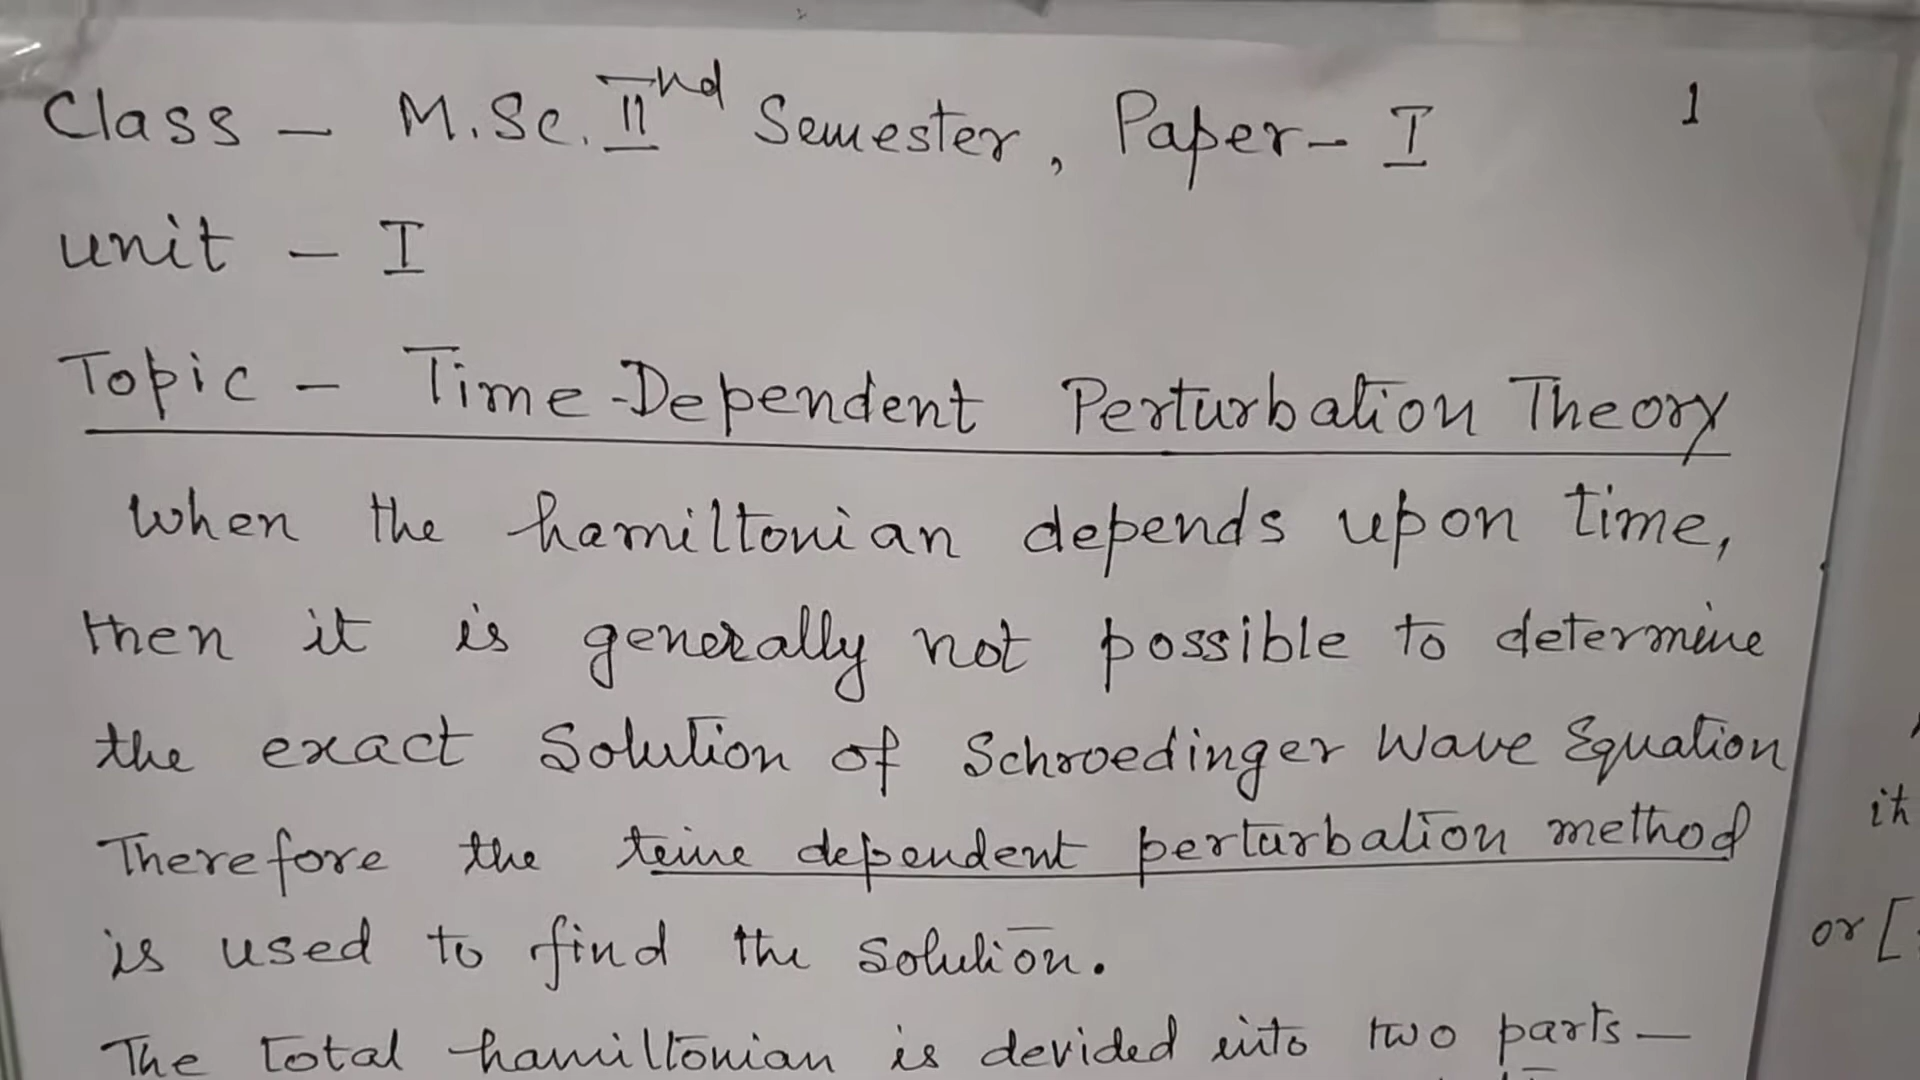 Class - M.Sc. IInd Semester, Paper - I
1
unit - I
Topic - Time-Dependent Perturbation Theory
When the hamiltonian depends upon time,
then it is generally not possible to determine
the exact Solution of Schroedinger Wave Equation
Therefore the time dependent perturbation method
is used to find the Solution.
The total hamiltonian is devided into two parts —
it
or [